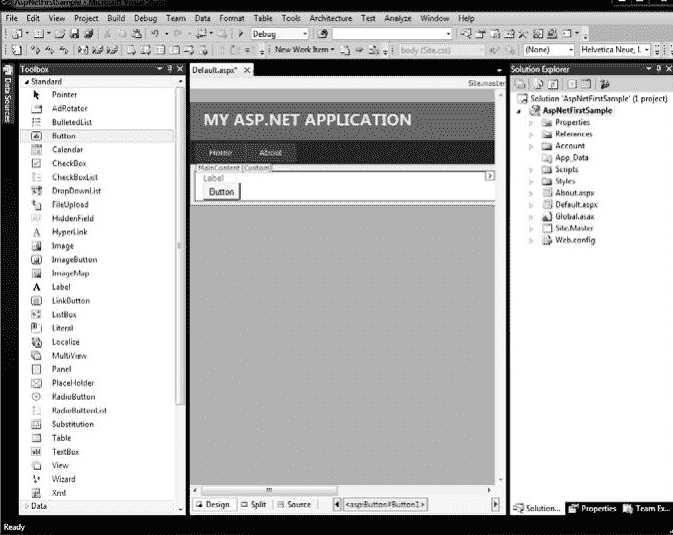 AspNetFirstSample - Microsoft Visual Studio
File Edit View Project Build Debug Team Data Format Table Tools Architecture Test Analyze Window Help
Debug
New Work Item body (Site.css) (None) Helvetica Neue, L
Data Sources
Toolbox
Standard
Pointer
AdRotator
BulletedList
Button
Calendar
CheckBox
CheckBoxList
DropDownList
FileUpload
HiddenField
HyperLink
Image
ImageButton
ImageMap
Label
LinkButton
ListBox
Literal
Localize
MultiView
Panel
PlaceHolder
RadioButton
RadioButtonList
Substitution
Table
TextBox
View
Wizard
Xml
Data
Default.aspx*
Site.master
MY ASP.NET APPLICATION
Home About
MainContent (Custom)
Label
Button
Design Split Source <asp:Button#Button1>
Solution Explorer
Solution 'AspNetFirstSample' (1 project)
AspNetFirstSample
Properties
References
Account
App_Data
Scripts
Styles
About.aspx
Default.aspx
Global.asax
Site.Master
Web.config
Solution... Properties Team Ex...
Ready